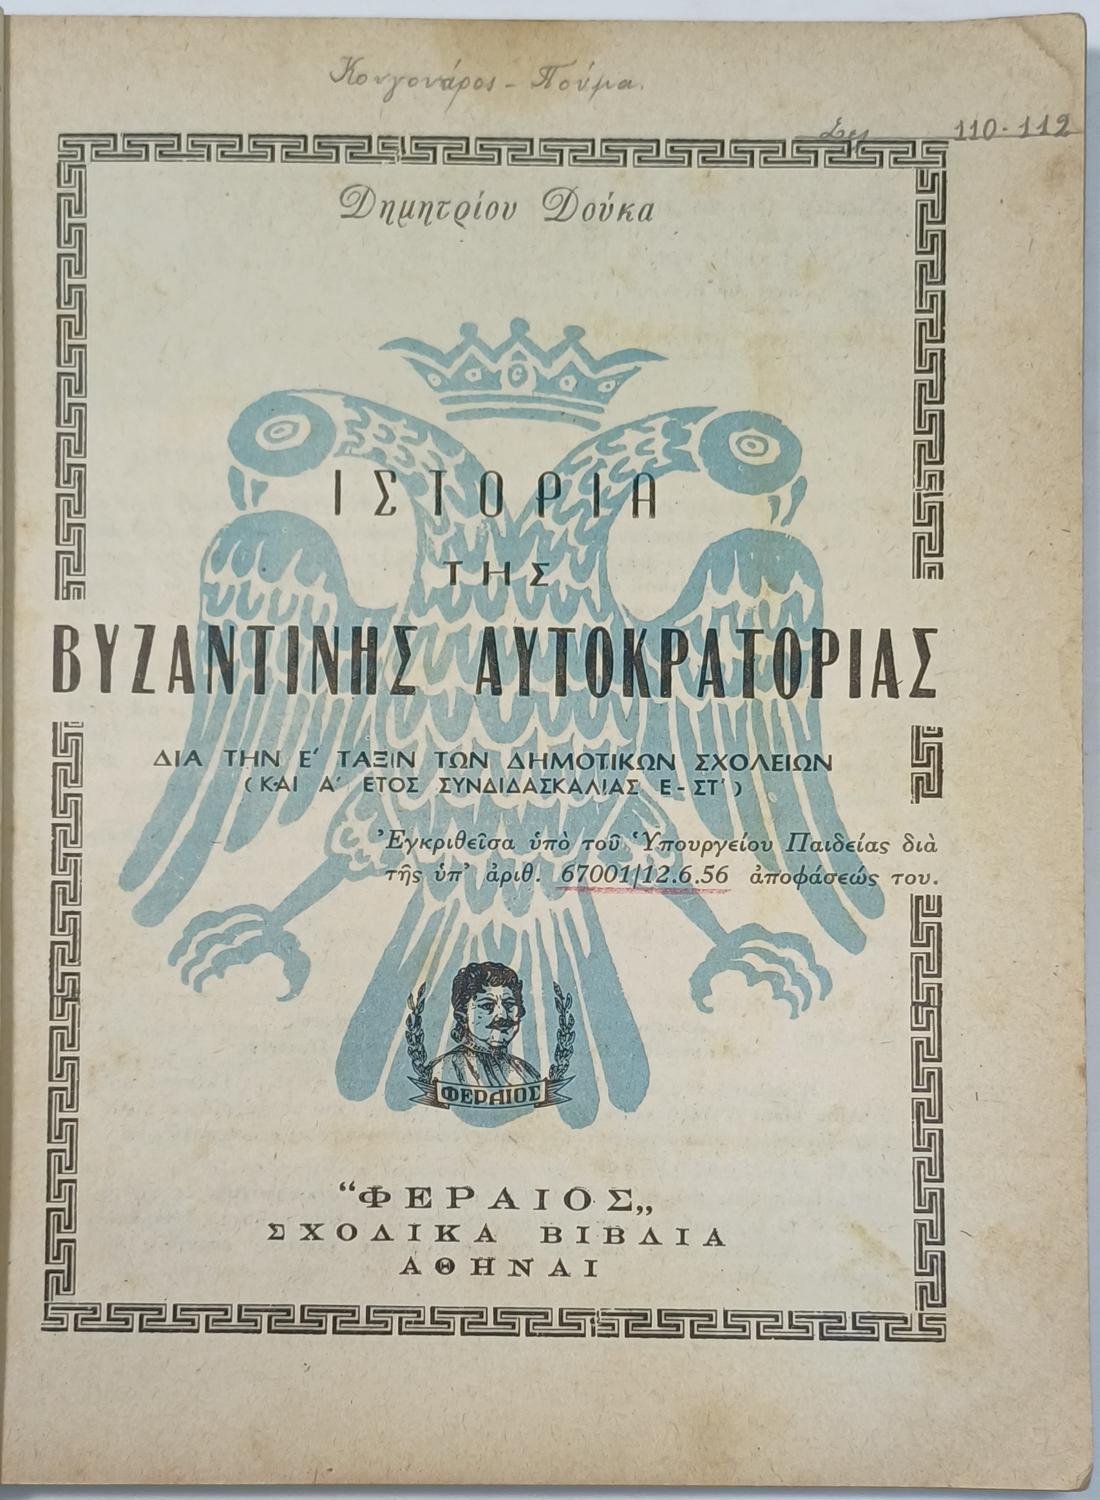 Κουγονάρος - Πούμα.
Σελ 110-112
Δημητρίου Δούκα
ΙΣΤΟΡΙΑ
ΤΗΣ
ΒΥΖΑΝΤΙΝΗΣ ΑΥΤΟΚΡΑΤΟΡΙΑΣ
ΔΙΑ ΤΗΝ Ε' ΤΑΞΙΝ ΤΩΝ ΔΗΜΟΤΙΚΩΝ ΣΧΟΛΕΙΩΝ
(ΚΑΙ Α' ΕΤΟΣ ΣΥΝΔΙΔΑΣΚΑΛΙΑΣ Ε-ΣΤ')
Ἐγκριθεῖσα ὑπὸ τοῦ Ὑπουργείου Παιδείας διὰ
τῆς ὑπ' ἀριθ. 67001/12.6.56 ἀποφάσεώς του.
ΦΕΡΑΙΟΣ
“ΦΕΡΑΙΟΣ„
ΣΧΟΛΙΚΑ ΒΙΒΛΙΑ
ΑΘΗΝΑΙ